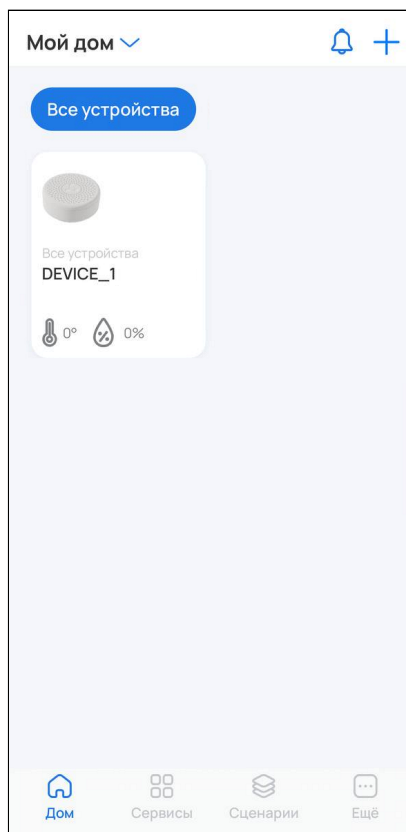 Мой дом
Все устройства
Все устройства
DEVICE_1
0° 0%
Дом Сервисы Сценарии Ещё